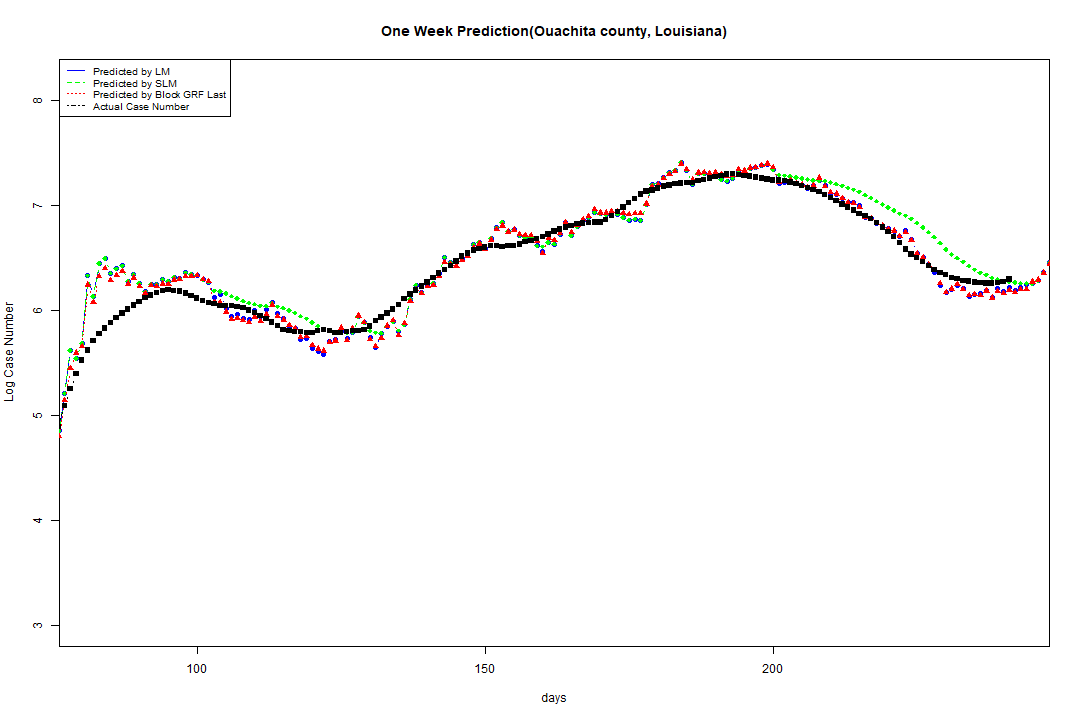 One Week Prediction(Ouachita county, Louisiana)
Predicted by LM
Predicted by SLM
Predicted by Block GRF Last
Actual Case Number
8
7
6
5
4
3
Log Case Number
100 150 200
days